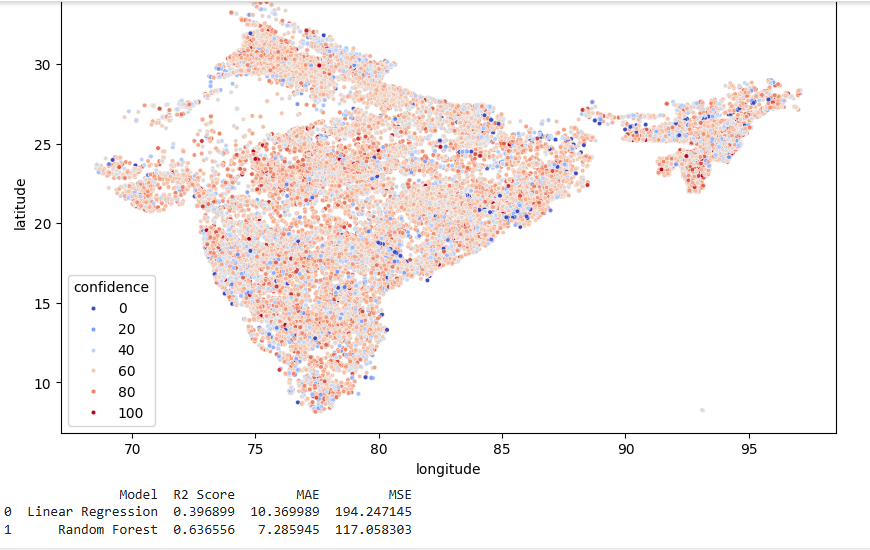 30
25
20
15
10
latitude
confidence
0
20
40
60
80
100
70 75 80 85 90 95
longitude
Model R2 Score MAE MSE
0 Linear Regression 0.396899 10.369989 194.247145
1 Random Forest 0.636556 7.285945 117.058303